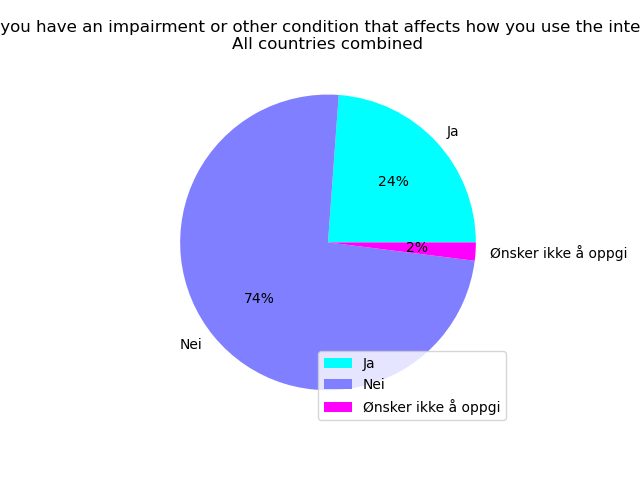 you have an impairment or other condition that affects how you use the inte
All countries combined
Ja
24%
2%
Ønsker ikke å oppgi
74%
Nei
Ja
Nei
Ønsker ikke å oppgi